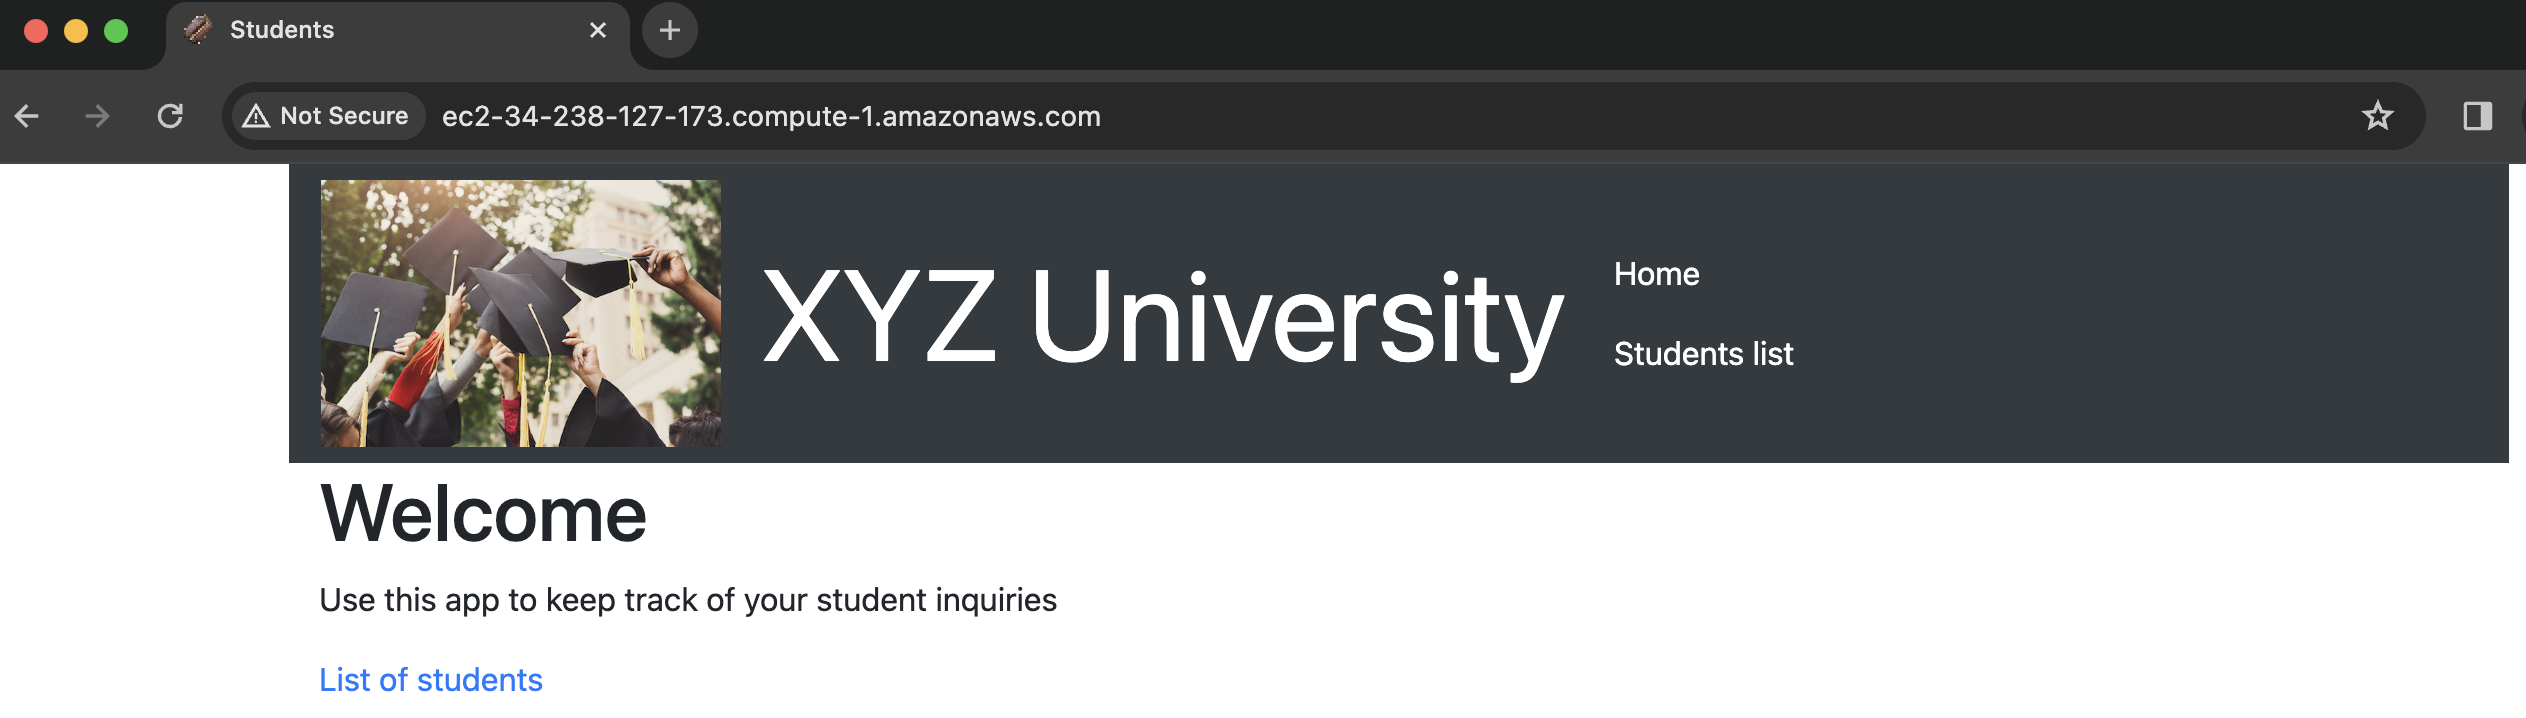 Students
Not Secure ec2-34-238-127-173.compute-1.amazonaws.com
XYZ University
Home
Students list
Welcome
Use this app to keep track of your student inquiries
List of students